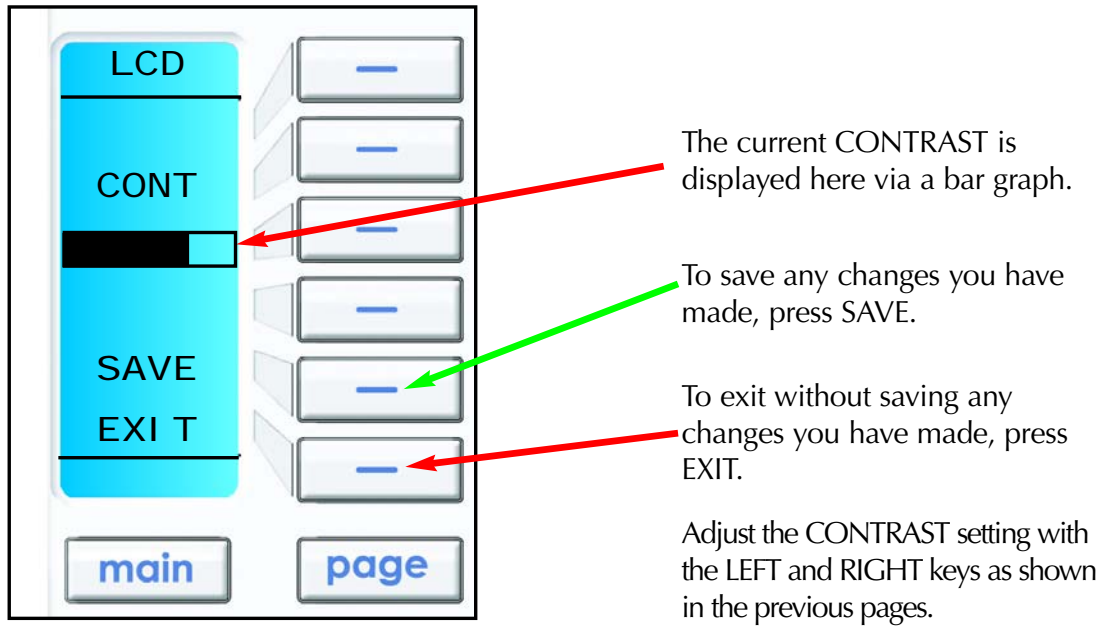 LCD
CONT
SAVE
EXIT
main
page
The current CONTRAST is
displayed here via a bar graph.
To save any changes you have
made, press SAVE.
To exit without saving any
changes you have made, press
EXIT.
Adjust the CONTRAST setting with
the LEFT and RIGHT keys as shown
in the previous pages.